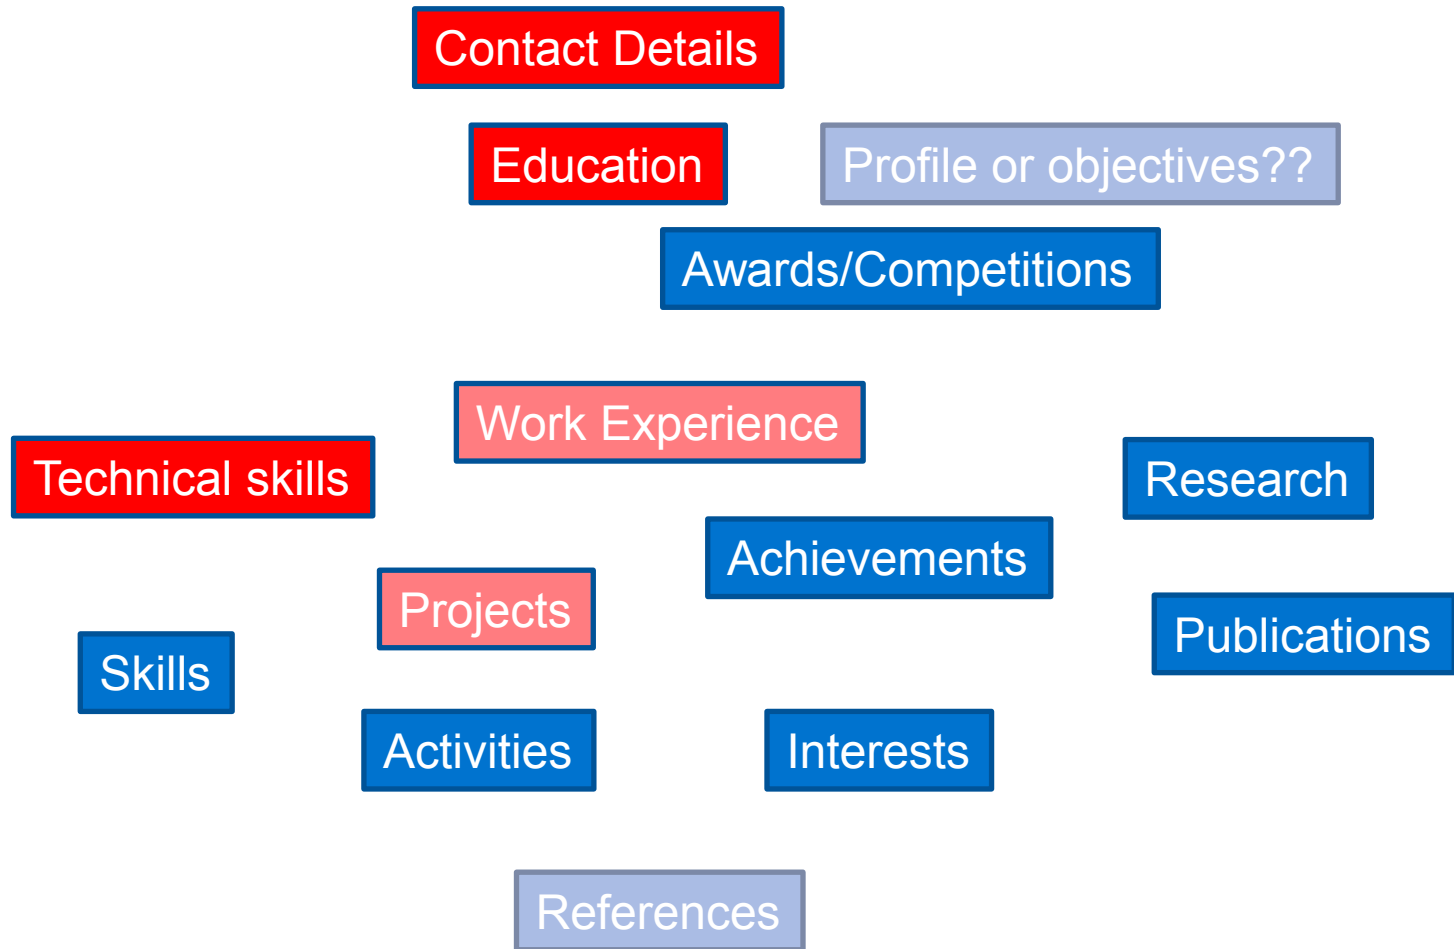 Contact Details
Education
Profile or objectives??
Awards/Competitions
Work Experience
Technical skills
Research
Achievements
Projects
Publications
Skills
Activities
Interests
References